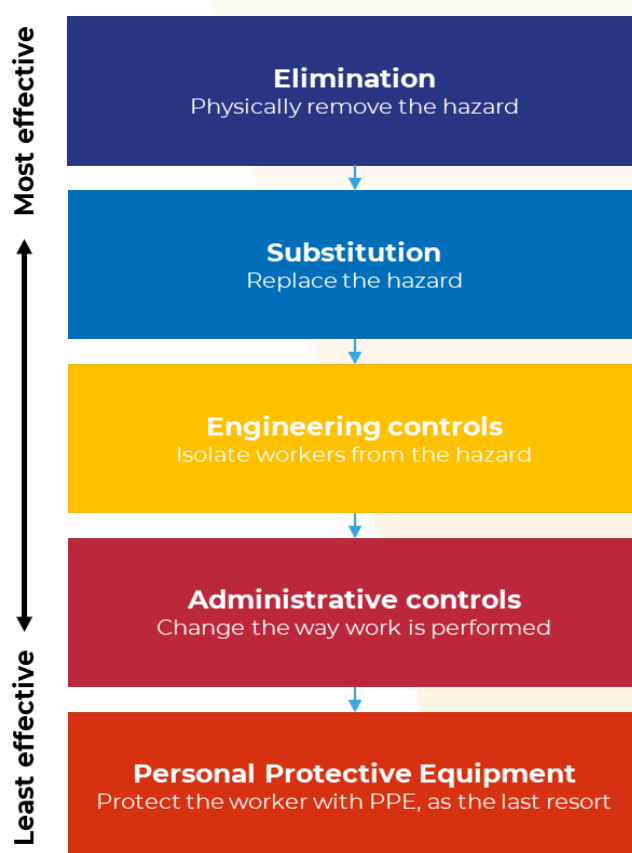 Most effective
Elimination
Physically remove the hazard
Substitution
Replace the hazard
Engineering controls
Isolate workers from the hazard
Administrative controls
Change the way work is performed
Least effective
Personal Protective Equipment
Protect the worker with PPE, as the last resort